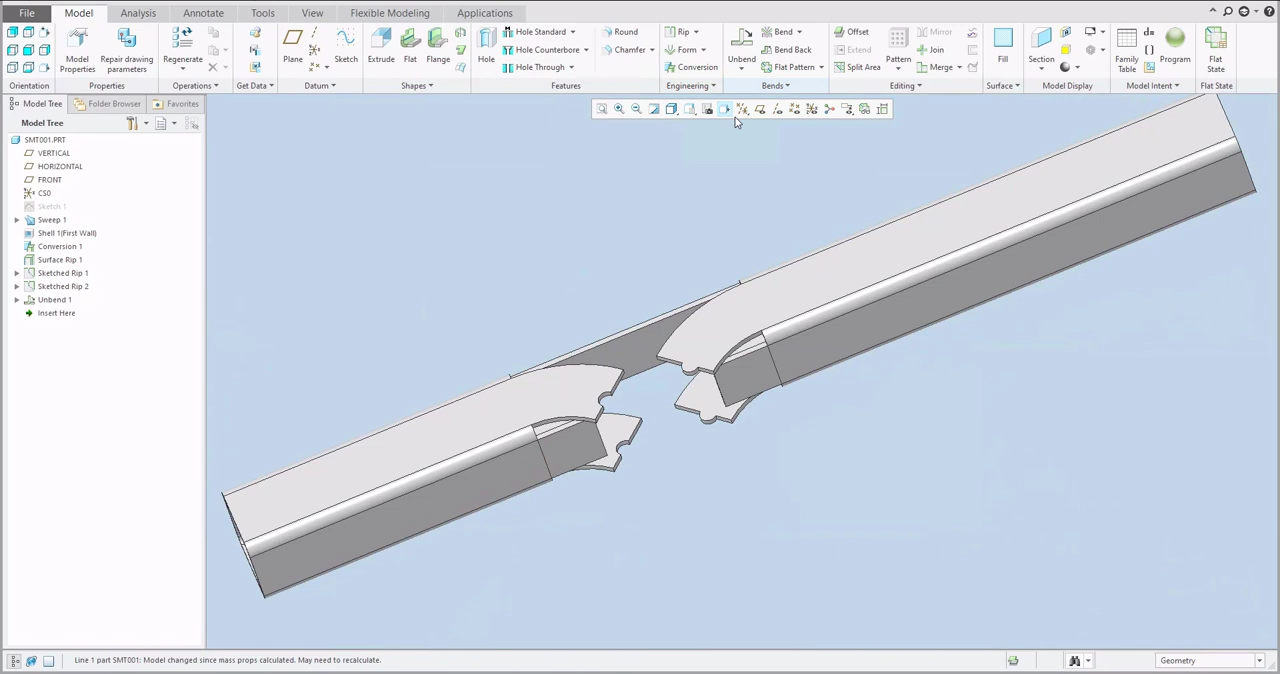 File Model Analysis Annotate Tools View Flexible Modeling Applications
Hole Standard Round Rip Bend Offset Mirror
Hole Counterbore Chamfer Form Bend Back Extend Join
Hole Through Conversion Flat Pattern Split Area Merge
Model Properties Repair drawing parameters Regenerate Plane Sketch Extrude Flat Flange Hole Unbend Pattern Fill Section Family Table Program Flat State
Orientation Properties Operations Get Data Datum Shapes Features Engineering Bends Editing Surface Model Display Model Intent Flat State
Model Tree Folder Browser Favorites
Model Tree
SMT001.PRT
VERTICAL
HORIZONTAL
FRONT
CS0
Sketch 1
Sweep 1
Shell 1(First Wall)
Conversion 1
Surface Rip 1
Sketched Rip 1
Sketched Rip 2
Unbend 1
Insert Here
Line 1 part SMT001: Model changed since mass props calculated. May need to recalculate.
Geometry